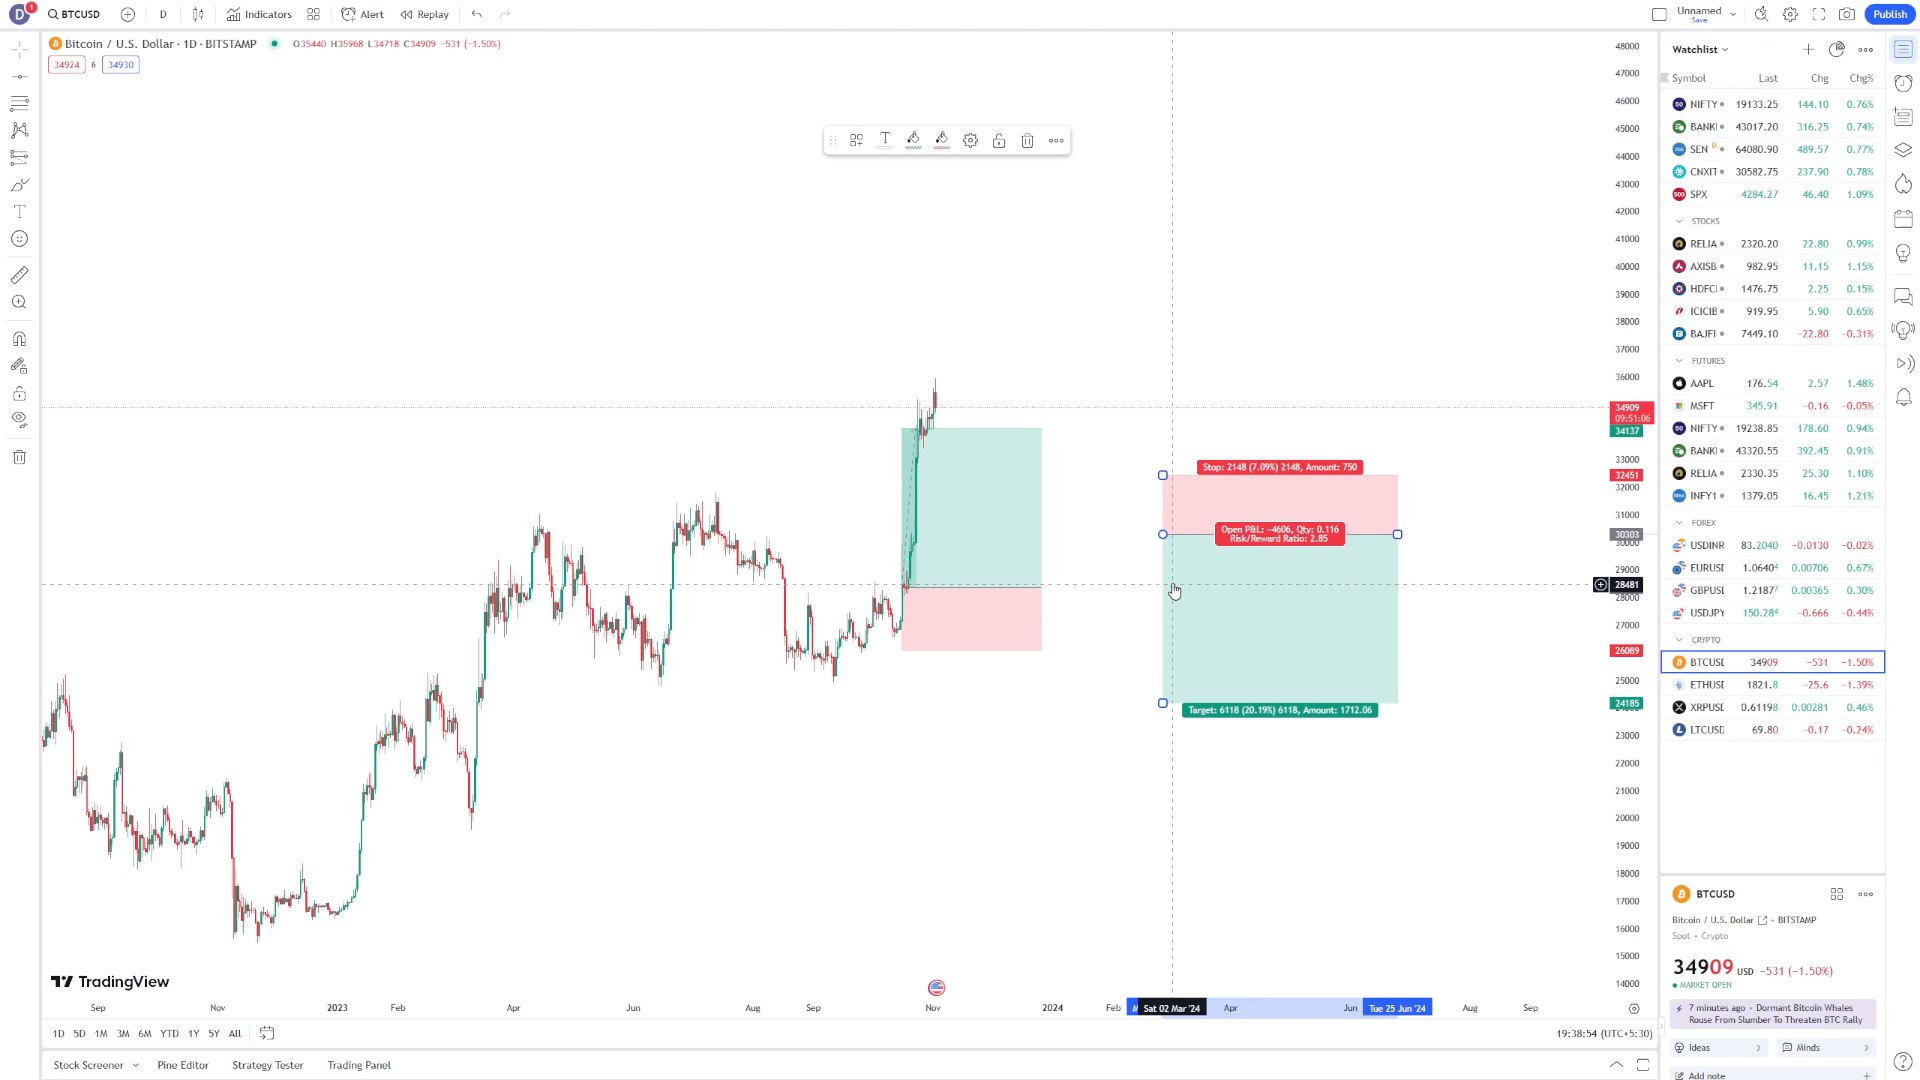 D 1 BTCUSD D Indicators Alert Replay Unnamed Save Publish
Bitcoin / U.S. Dollar · 1D · BITSTAMP O35440 H35968 L34718 C34909 −531 (−1.50%)
34924 6 34930
48000
47000
46000
45000
44000
43000
42000
41000
40000
39000
38000
37000
36000
34909
09:51:06
34137
33000
32451
32000
31000
30303
30000
29000
28481
28000
27000
26089
25000
24185
23000
22000
21000
20000
19000
18000
17000
16000
15000
14000
Stop: 2148 (7.09%) 2148, Amount: 750
Open P&L: −4606, Qty: 0.116
Risk/Reward Ratio: 2.85
Target: 6118 (20.19%) 6118, Amount: 1712.06
TradingView
Sep Nov 2023 Feb Apr Jun Aug Sep Nov 2024 Feb Sat 02 Mar '24 Apr Jun Tue 25 Jun '24 Aug Sep
1D 5D 1M 3M 6M YTD 1Y 5Y All 19:38:54 (UTC+5:30)
Stock Screener Pine Editor Strategy Tester Trading Panel
Watchlist
Symbol Last Chg Chg%
NIFTY 19133.25 144.10 0.76%
BANKI 43017.20 316.25 0.74%
SEN D 64080.90 489.57 0.77%
CNXIT 30582.75 237.90 0.78%
SPX 4284.27 46.40 1.09%
STOCKS
RELIA 2320.20 22.80 0.99%
AXISB 982.95 11.15 1.15%
HDFCI 1476.75 2.25 0.15%
ICICIB 919.95 5.90 0.65%
BAJFI 7449.10 −22.80 −0.31%
FUTURES
AAPL 176.54 2.57 1.48%
MSFT 345.91 −0.16 −0.05%
NIFTY 19238.85 178.60 0.94%
BANKI 43320.55 392.45 0.91%
RELIA 2330.35 25.30 1.10%
INFY1 1379.05 16.45 1.21%
FOREX
USDINR 83.2040 −0.0130 −0.02%
EURUSI 1.06404 0.00706 0.67%
GBPUSI 1.21877 0.00365 0.30%
USDJPY 150.284 −0.666 −0.44%
CRYPTO
BTCUSI 34909 −531 −1.50%
ETHUSI 1821.8 −25.6 −1.39%
XRPUSI 0.61198 0.00281 0.46%
LTCUSD 69.80 −0.17 −0.24%
BTCUSD
Bitcoin / U.S. Dollar • BITSTAMP
Spot • Crypto
34909 USD −531 (−1.50%)
MARKET OPEN
7 minutes ago • Dormant Bitcoin Whales
Rouse From Slumber To Threaten BTC Rally
Ideas Minds
Add note